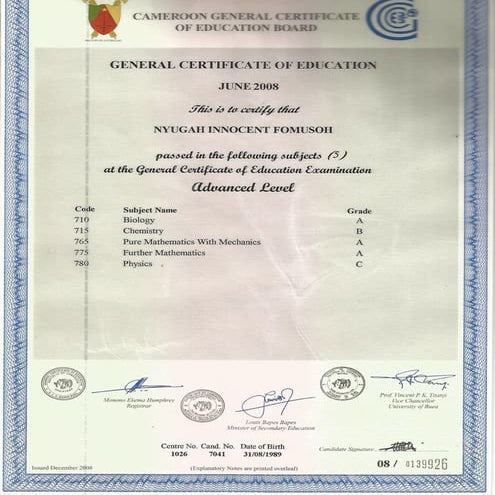 CAMEROON GENERAL CERTIFICATE
OF EDUCATION BOARD
GENERAL CERTIFICATE OF EDUCATION
JUNE 2008
This is to certify that
NYUGAH INNOCENT FOMUSOH
passed in the following subjects (5)
at the General Certificate of Education Examination
Advanced Level
Code Subject Name Grade
710 Biology A
715 Chemistry B
765 Pure Mathematics With Mechanics A
775 Further Mathematics A
780 Physics C
Monono Ekema Humphrey
Registrar
Louis Bapes Bapes
Minister of Secondary Education
Prof. Vincent P. K. Titanji
Vice Chancellor
University of Buea
Centre No. Cand. No. Date of Birth
1026 7041 31/08/1989
Candidate Signature
Issued December 2008
(Explanatory Notes are printed overleaf)
08 / 0139926